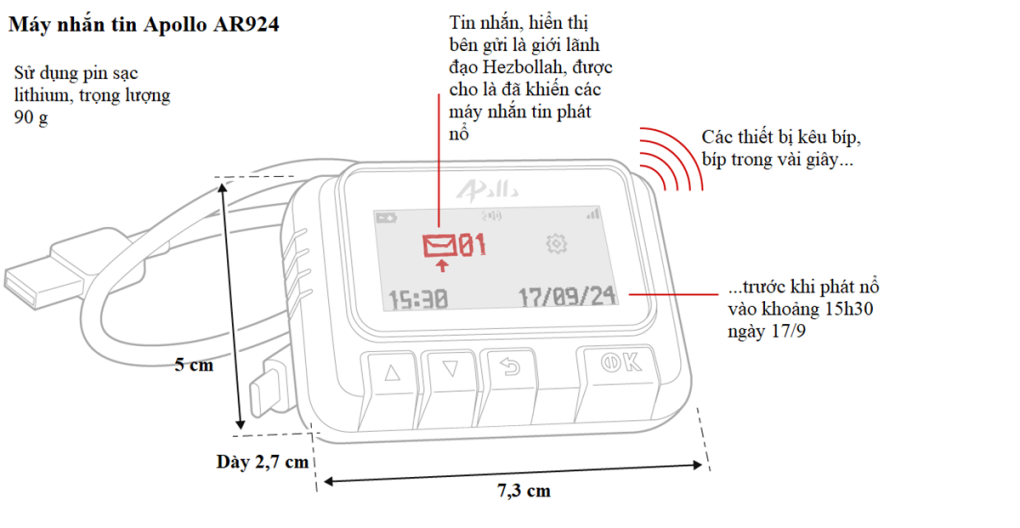 Máy nhắn tin Apollo AR924
Sử dụng pin sạc
lithium, trọng lượng
90 g
Tin nhắn, hiển thị
bên gửi là giới lãnh
đạo Hezbollah, được
cho là đã khiến các
máy nhắn tin phát
nổ
Các thiết bị kêu bíp,
bíp trong vài giây...
Apollo
01
15:30
17/09/24
...trước khi phát nổ
vào khoảng 15h30
ngày 17/9
OK
5 cm
Dày 2,7 cm
7,3 cm